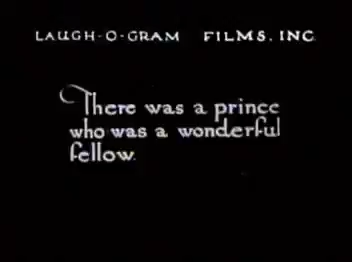 LAUGH-O-GRAM FILMS, INC
There was a prince
who was a wonderful
fellow.